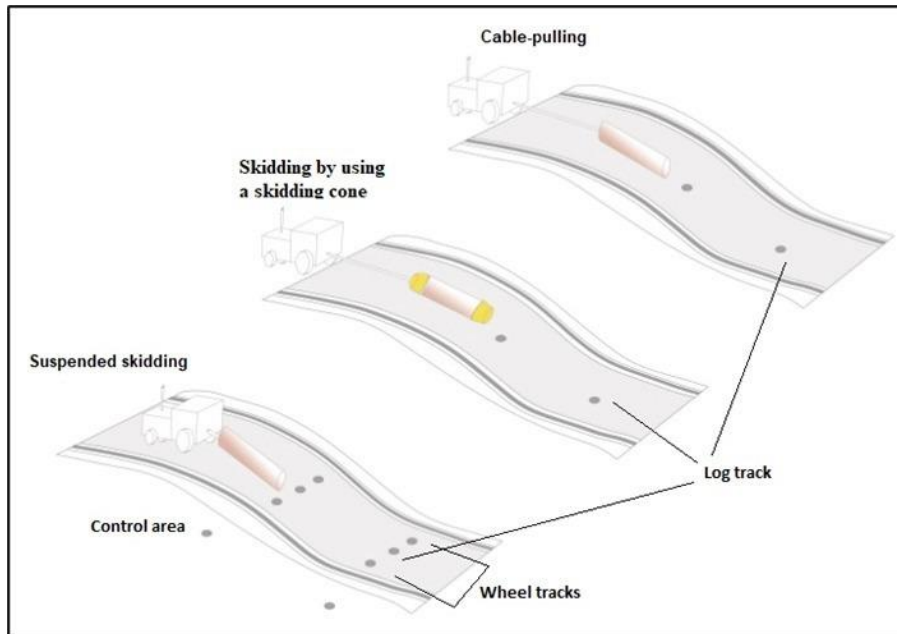 Cable-pulling
Skidding by using
a skidding cone
Suspended skidding
Log track
Control area
Wheel tracks